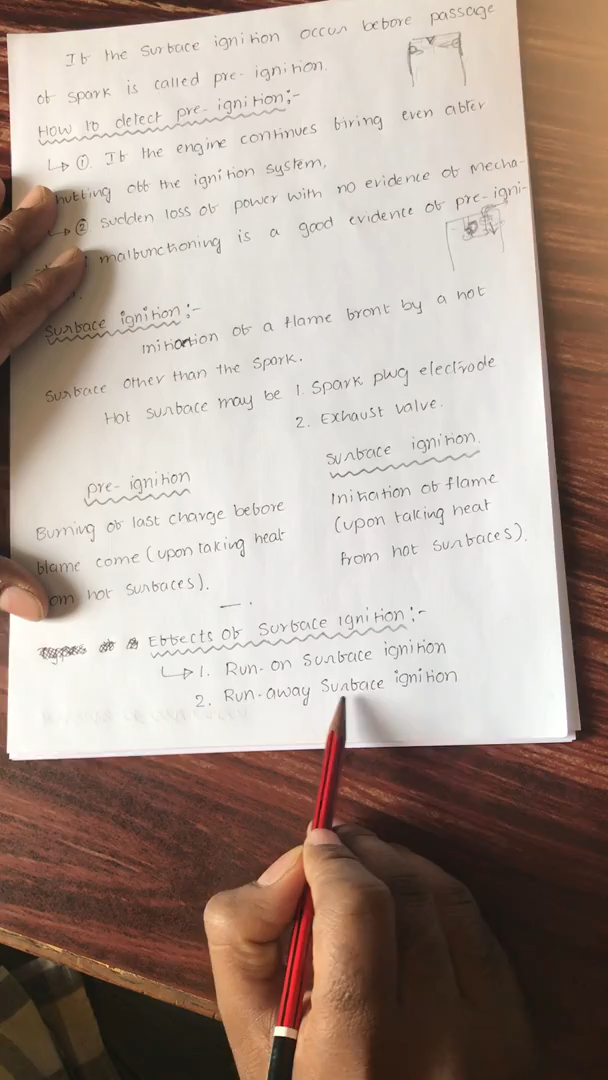 If the surface ignition occur before passage
of spark is called pre-ignition.
How to detect pre-ignition:-
↳ ① If the engine continues firing even after
hutting off the ignition system,
↳ ② Sudden loss of power with no evidence of mecha-
malfunctioning is a good evidence of pre-igni-
Surface ignition:-
Initiation of a flame front by a hot
surface other than the spark.
Hot surface may be 1. Spark plug electrode
2. Exhaust valve.
pre-ignition
Burning of last charge before
flame come (upon taking heat
om hot surfaces).
surface ignition.
Initiation of flame
(upon taking heat
from hot surfaces).
Effects of Surface ignition:-
↳ 1. Run-on Surface ignition
2. Run-away Surface ignition